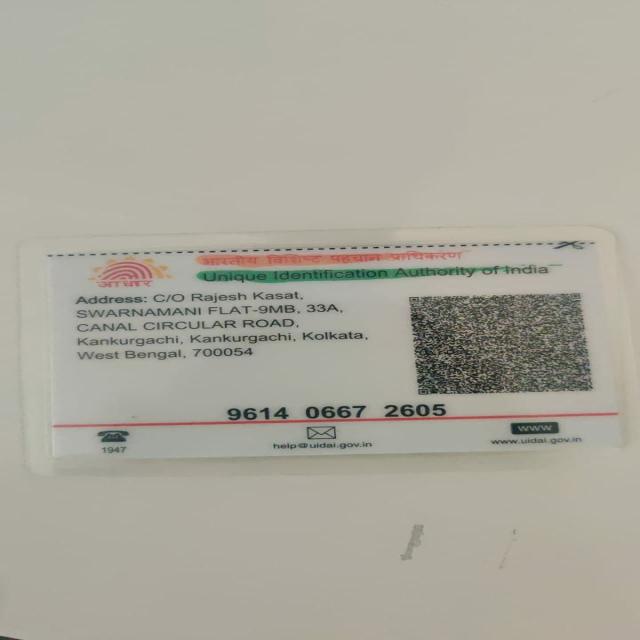 भारतीय विशिष्ट पहचान प्राधिकरण
Unique Identification Authority of India
आधार
Address: C/O Rajesh Kasat,
SWARNAMANI FLAT-9MB, 33A,
CANAL CIRCULAR ROAD,
Kankurgachi, Kankurgachi, Kolkata,
West Bengal, 700054
9614 0667 2605
WWW
1947
help@uidai.gov.in
www.uidai.gov.in